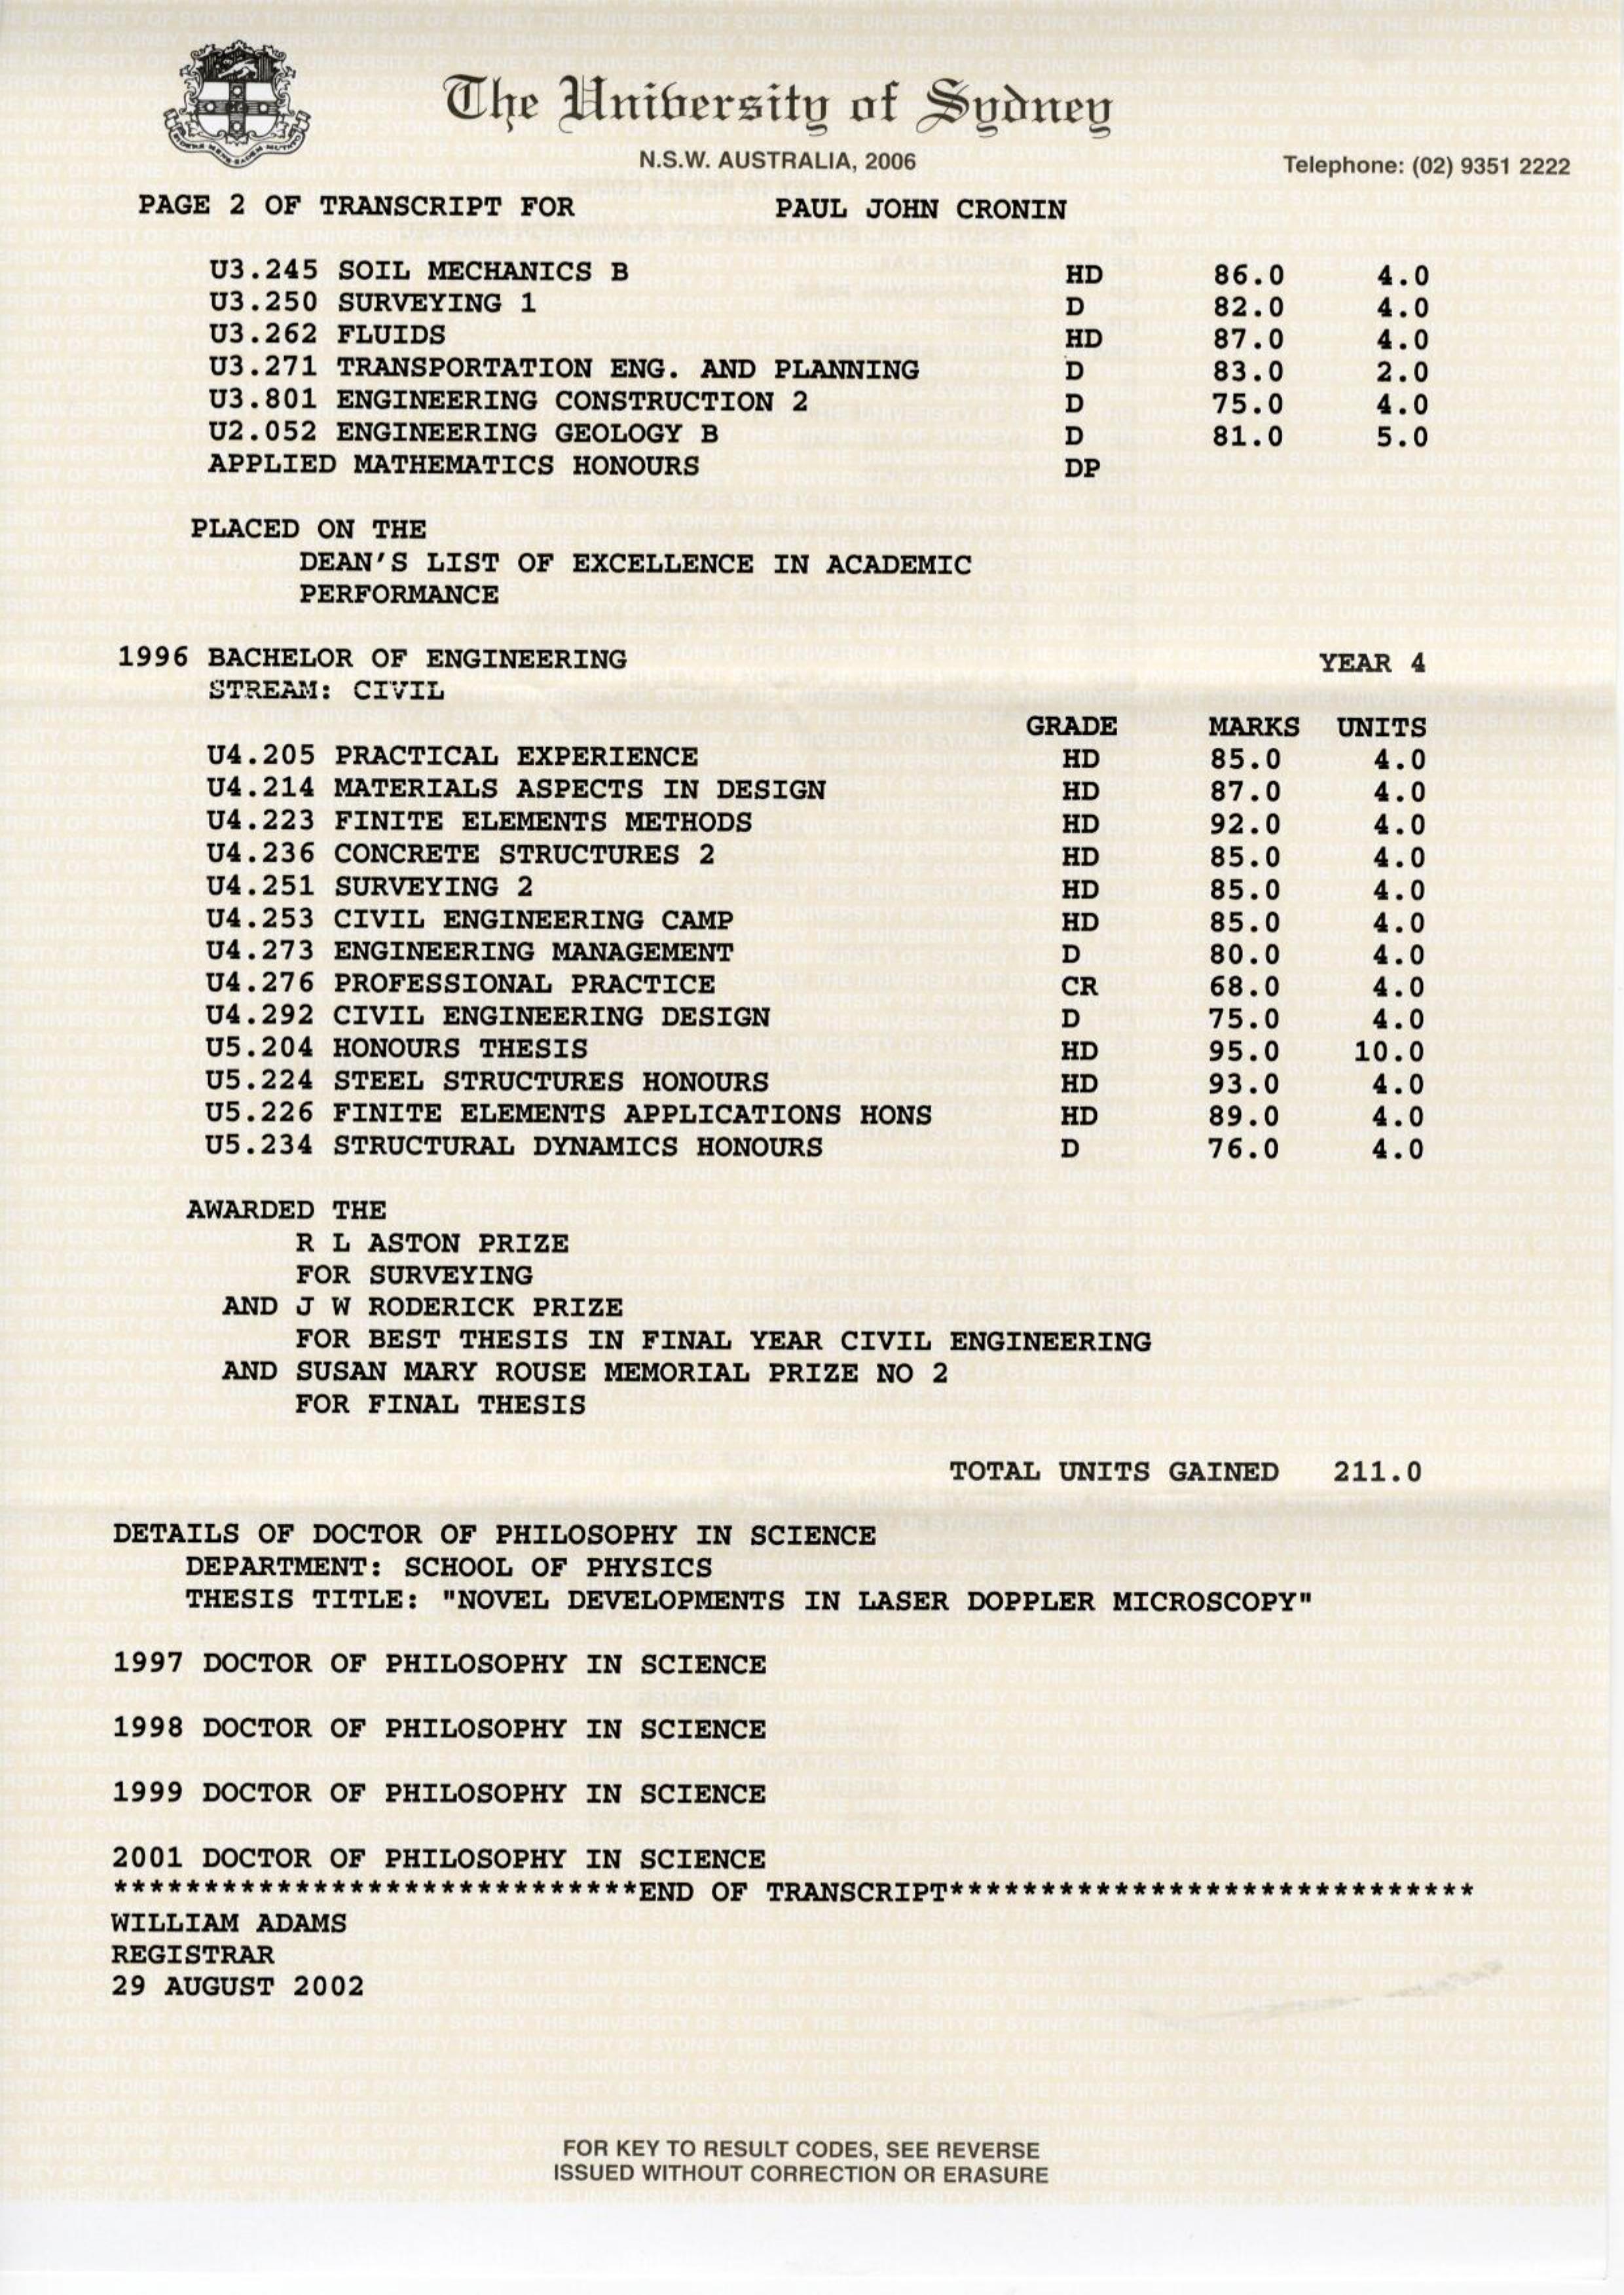 The University of Sydney
N.S.W. AUSTRALIA, 2006
Telephone: (02) 9351 2222
PAGE 2 OF TRANSCRIPT FOR PAUL JOHN CRONIN
U3.245 SOIL MECHANICS B HD 86.0 4.0
U3.250 SURVEYING 1 D 82.0 4.0
U3.262 FLUIDS HD 87.0 4.0
U3.271 TRANSPORTATION ENG. AND PLANNING D 83.0 2.0
U3.801 ENGINEERING CONSTRUCTION 2 D 75.0 4.0
U2.052 ENGINEERING GEOLOGY B D 81.0 5.0
APPLIED MATHEMATICS HONOURS DP
PLACED ON THE
DEAN'S LIST OF EXCELLENCE IN ACADEMIC
PERFORMANCE
1996 BACHELOR OF ENGINEERING YEAR 4
STREAM: CIVIL
GRADE MARKS UNITS
U4.205 PRACTICAL EXPERIENCE HD 85.0 4.0
U4.214 MATERIALS ASPECTS IN DESIGN HD 87.0 4.0
U4.223 FINITE ELEMENTS METHODS HD 92.0 4.0
U4.236 CONCRETE STRUCTURES 2 HD 85.0 4.0
U4.251 SURVEYING 2 HD 85.0 4.0
U4.253 CIVIL ENGINEERING CAMP HD 85.0 4.0
U4.273 ENGINEERING MANAGEMENT D 80.0 4.0
U4.276 PROFESSIONAL PRACTICE CR 68.0 4.0
U4.292 CIVIL ENGINEERING DESIGN D 75.0 4.0
U5.204 HONOURS THESIS HD 95.0 10.0
U5.224 STEEL STRUCTURES HONOURS HD 93.0 4.0
U5.226 FINITE ELEMENTS APPLICATIONS HONS HD 89.0 4.0
U5.234 STRUCTURAL DYNAMICS HONOURS D 76.0 4.0
AWARDED THE
R L ASTON PRIZE
FOR SURVEYING
AND J W RODERICK PRIZE
FOR BEST THESIS IN FINAL YEAR CIVIL ENGINEERING
AND SUSAN MARY ROUSE MEMORIAL PRIZE NO 2
FOR FINAL THESIS
TOTAL UNITS GAINED 211.0
DETAILS OF DOCTOR OF PHILOSOPHY IN SCIENCE
DEPARTMENT: SCHOOL OF PHYSICS
THESIS TITLE: "NOVEL DEVELOPMENTS IN LASER DOPPLER MICROSCOPY"
1997 DOCTOR OF PHILOSOPHY IN SCIENCE
1998 DOCTOR OF PHILOSOPHY IN SCIENCE
1999 DOCTOR OF PHILOSOPHY IN SCIENCE
2001 DOCTOR OF PHILOSOPHY IN SCIENCE
*****************************END OF TRANSCRIPT*****************************
WILLIAM ADAMS
REGISTRAR
29 AUGUST 2002
FOR KEY TO RESULT CODES, SEE REVERSE
ISSUED WITHOUT CORRECTION OR ERASURE